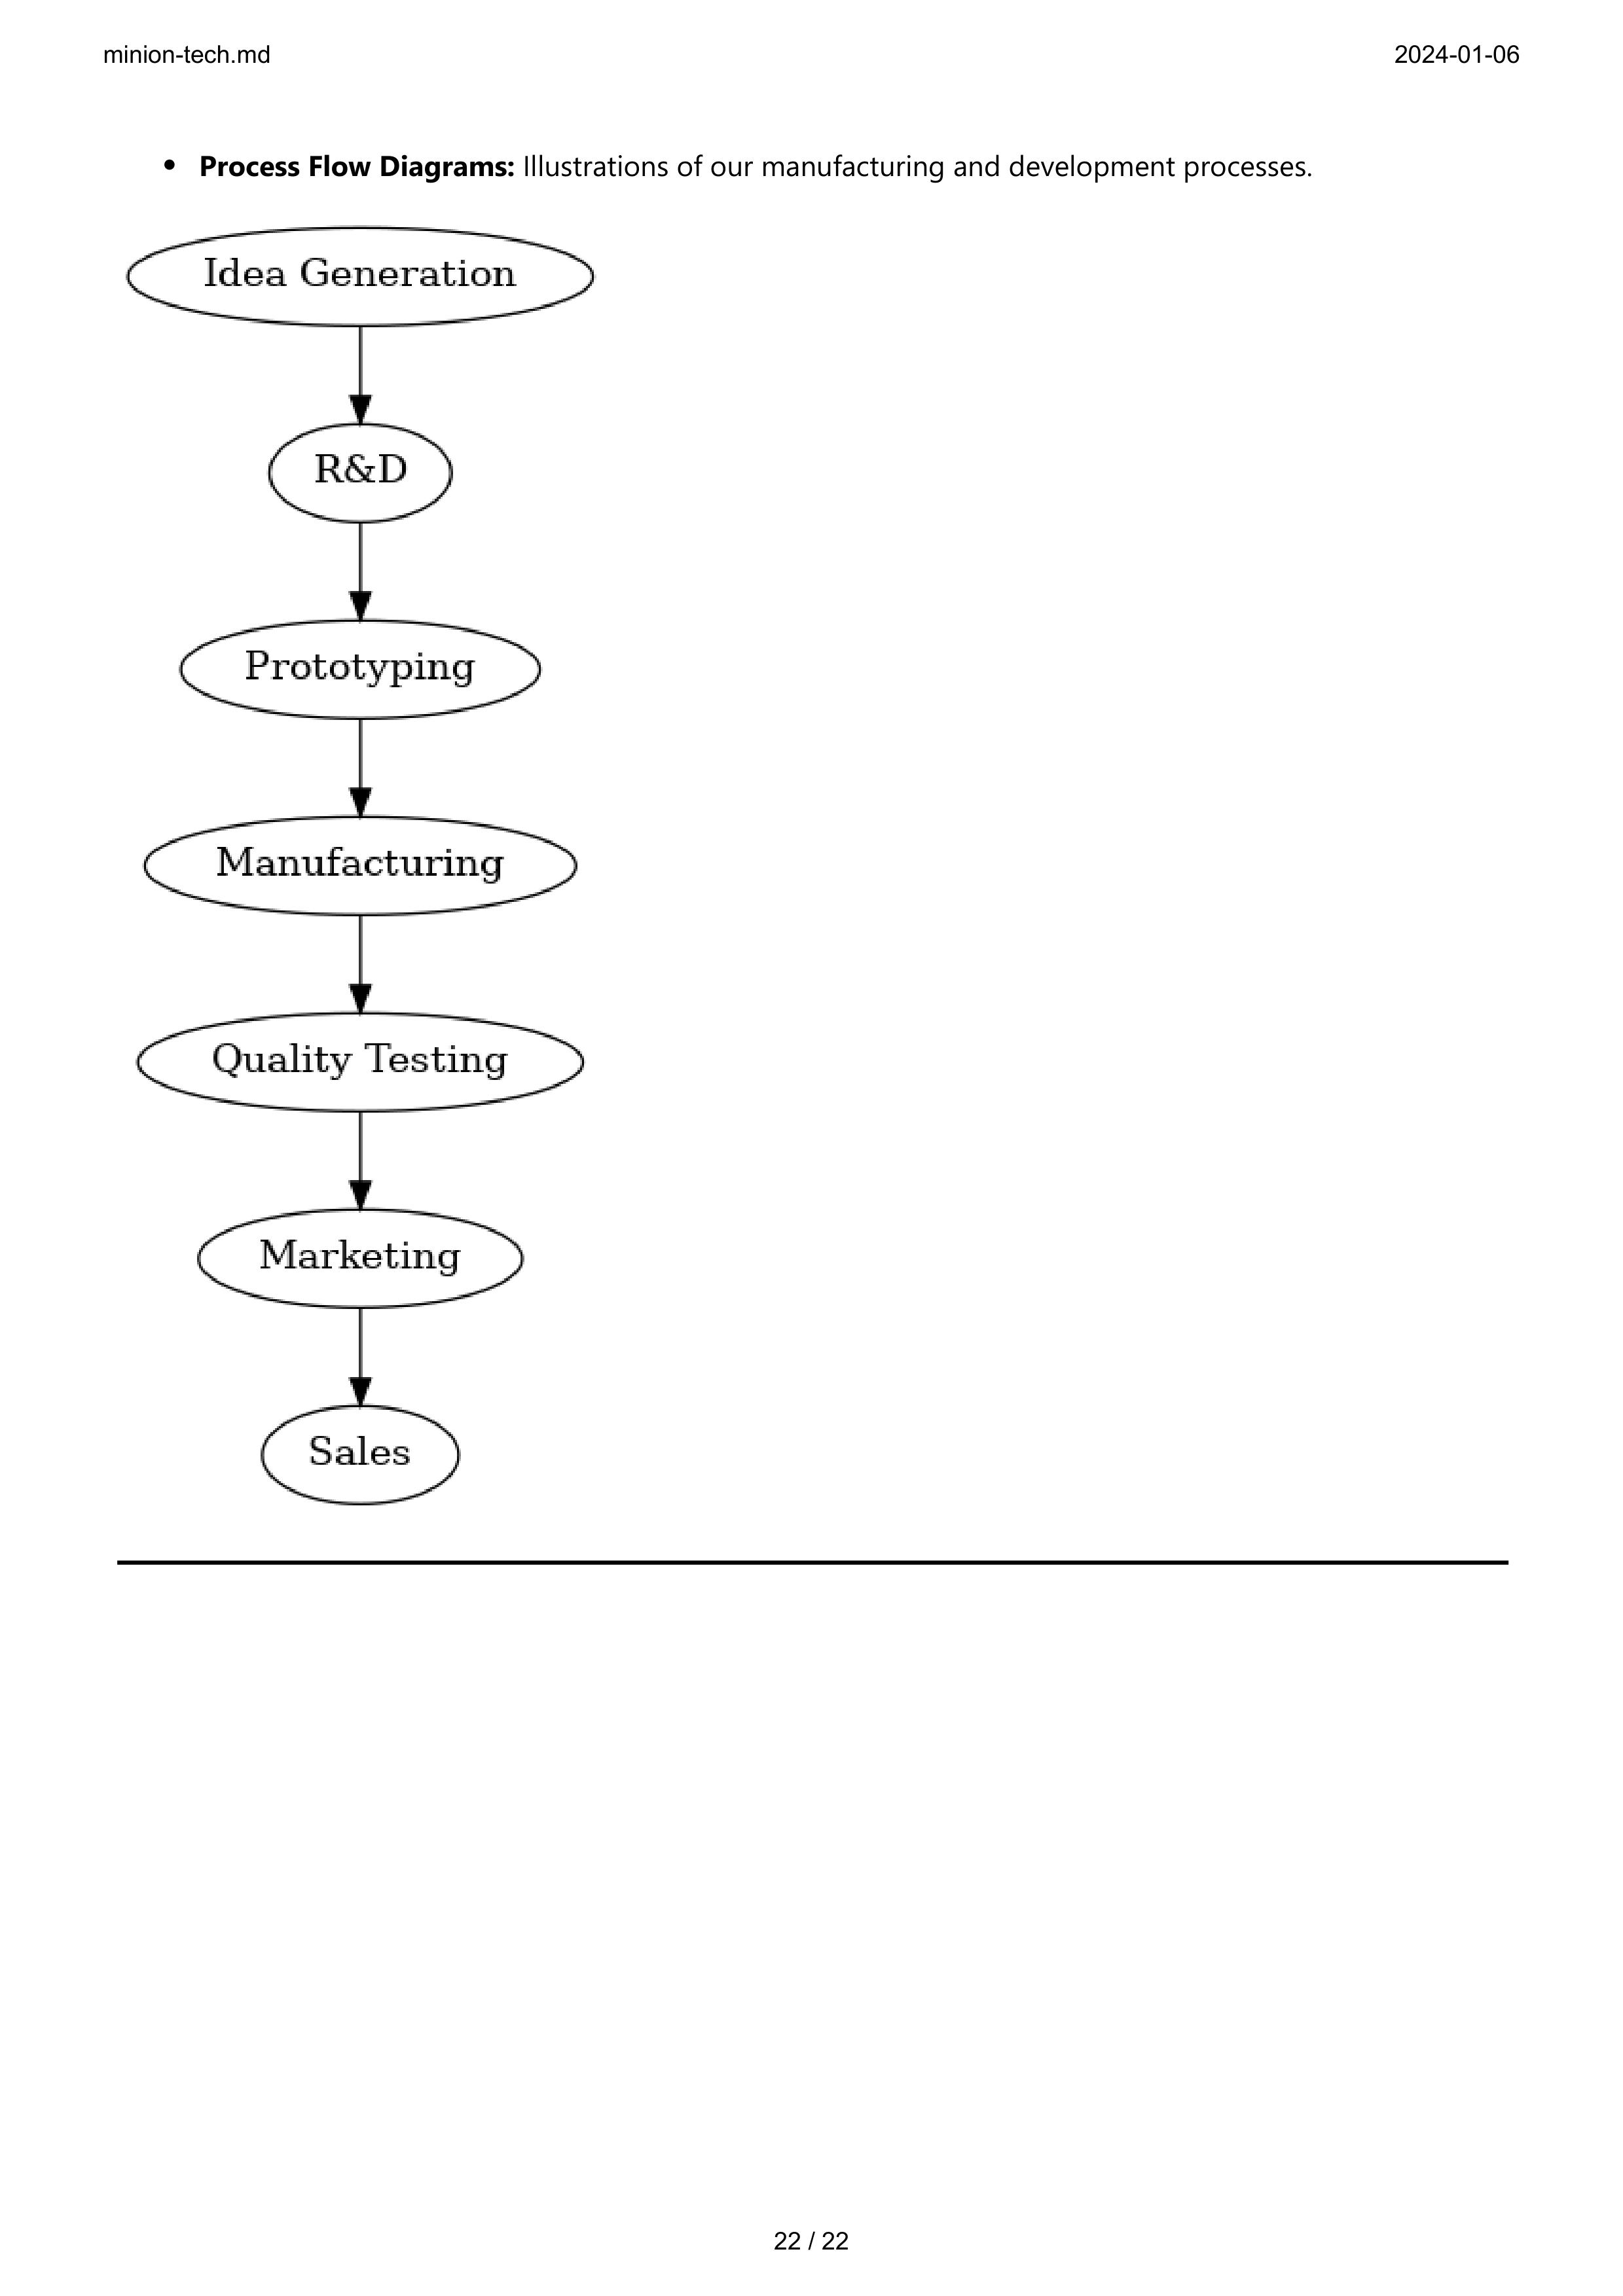 minion-tech.md 2024-01-06
• Process Flow Diagrams: Illustrations of our manufacturing and development processes.
Idea Generation
R&D
Prototyping
Manufacturing
Quality Testing
Marketing
Sales
22 / 22